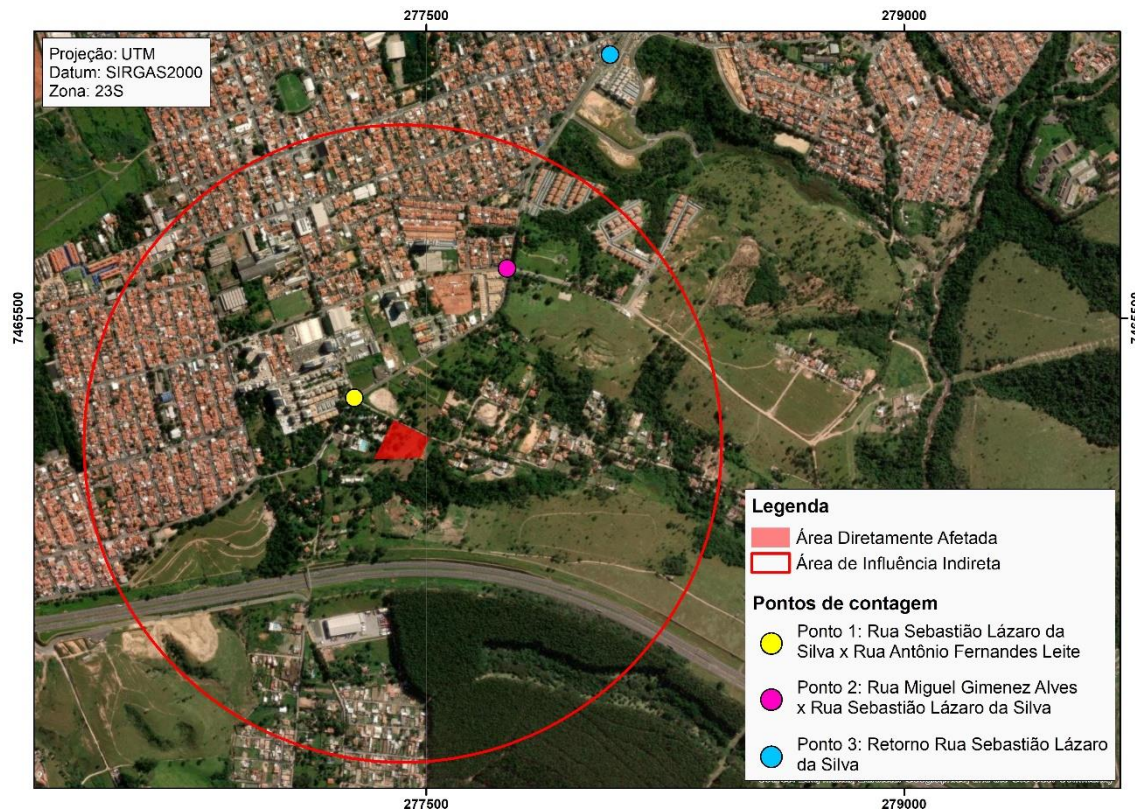 277500
279000
Projeção: UTM
Datum: SIRGAS2000
Zona: 23S
7465500
7465500
Legenda
Área Diretamente Afetada
Área de Influência Indireta
Pontos de contagem
Ponto 1: Rua Sebastião Lázaro da
Silva x Rua Antônio Fernandes Leite
Ponto 2: Rua Miguel Gimenez Alves
x Rua Sebastião Lázaro da Silva
Ponto 3: Retorno Rua Sebastião Lázaro
da Silva
277500
279000